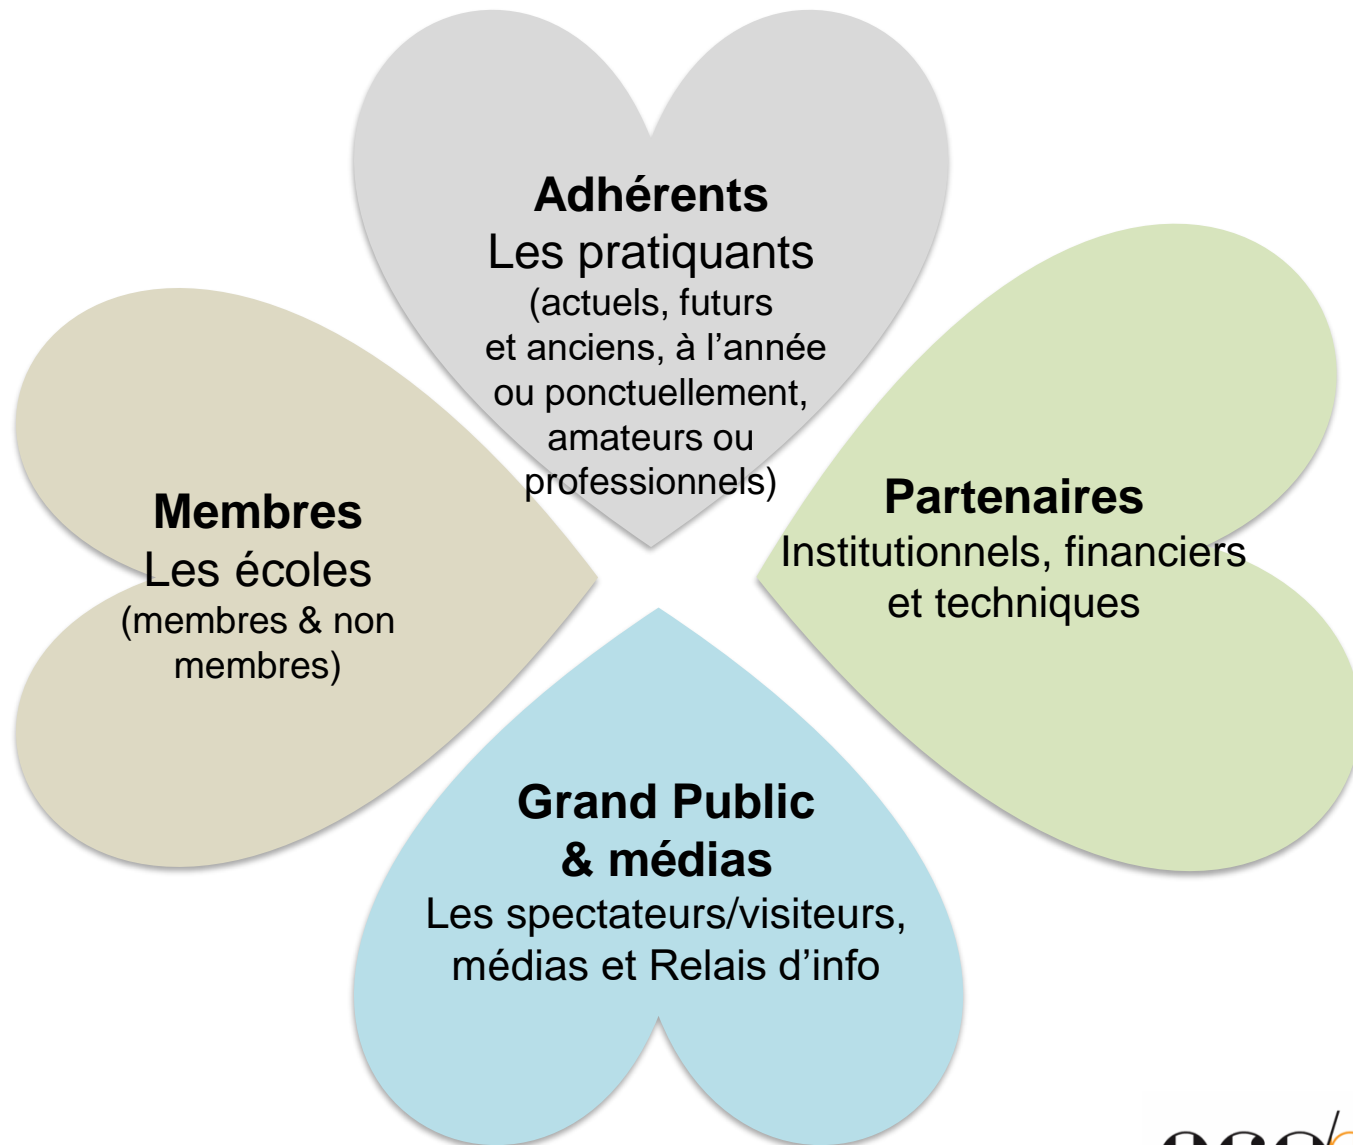 Adhérents
Les pratiquants
(actuels, futurs
et anciens, à l’année
ou ponctuellement,
amateurs ou
professionnels)
Membres
Les écoles
(membres & non
membres)
Partenaires
Institutionnels, financiers
et techniques
Grand Public
& médias
Les spectateurs/visiteurs,
médias et Relais d’info